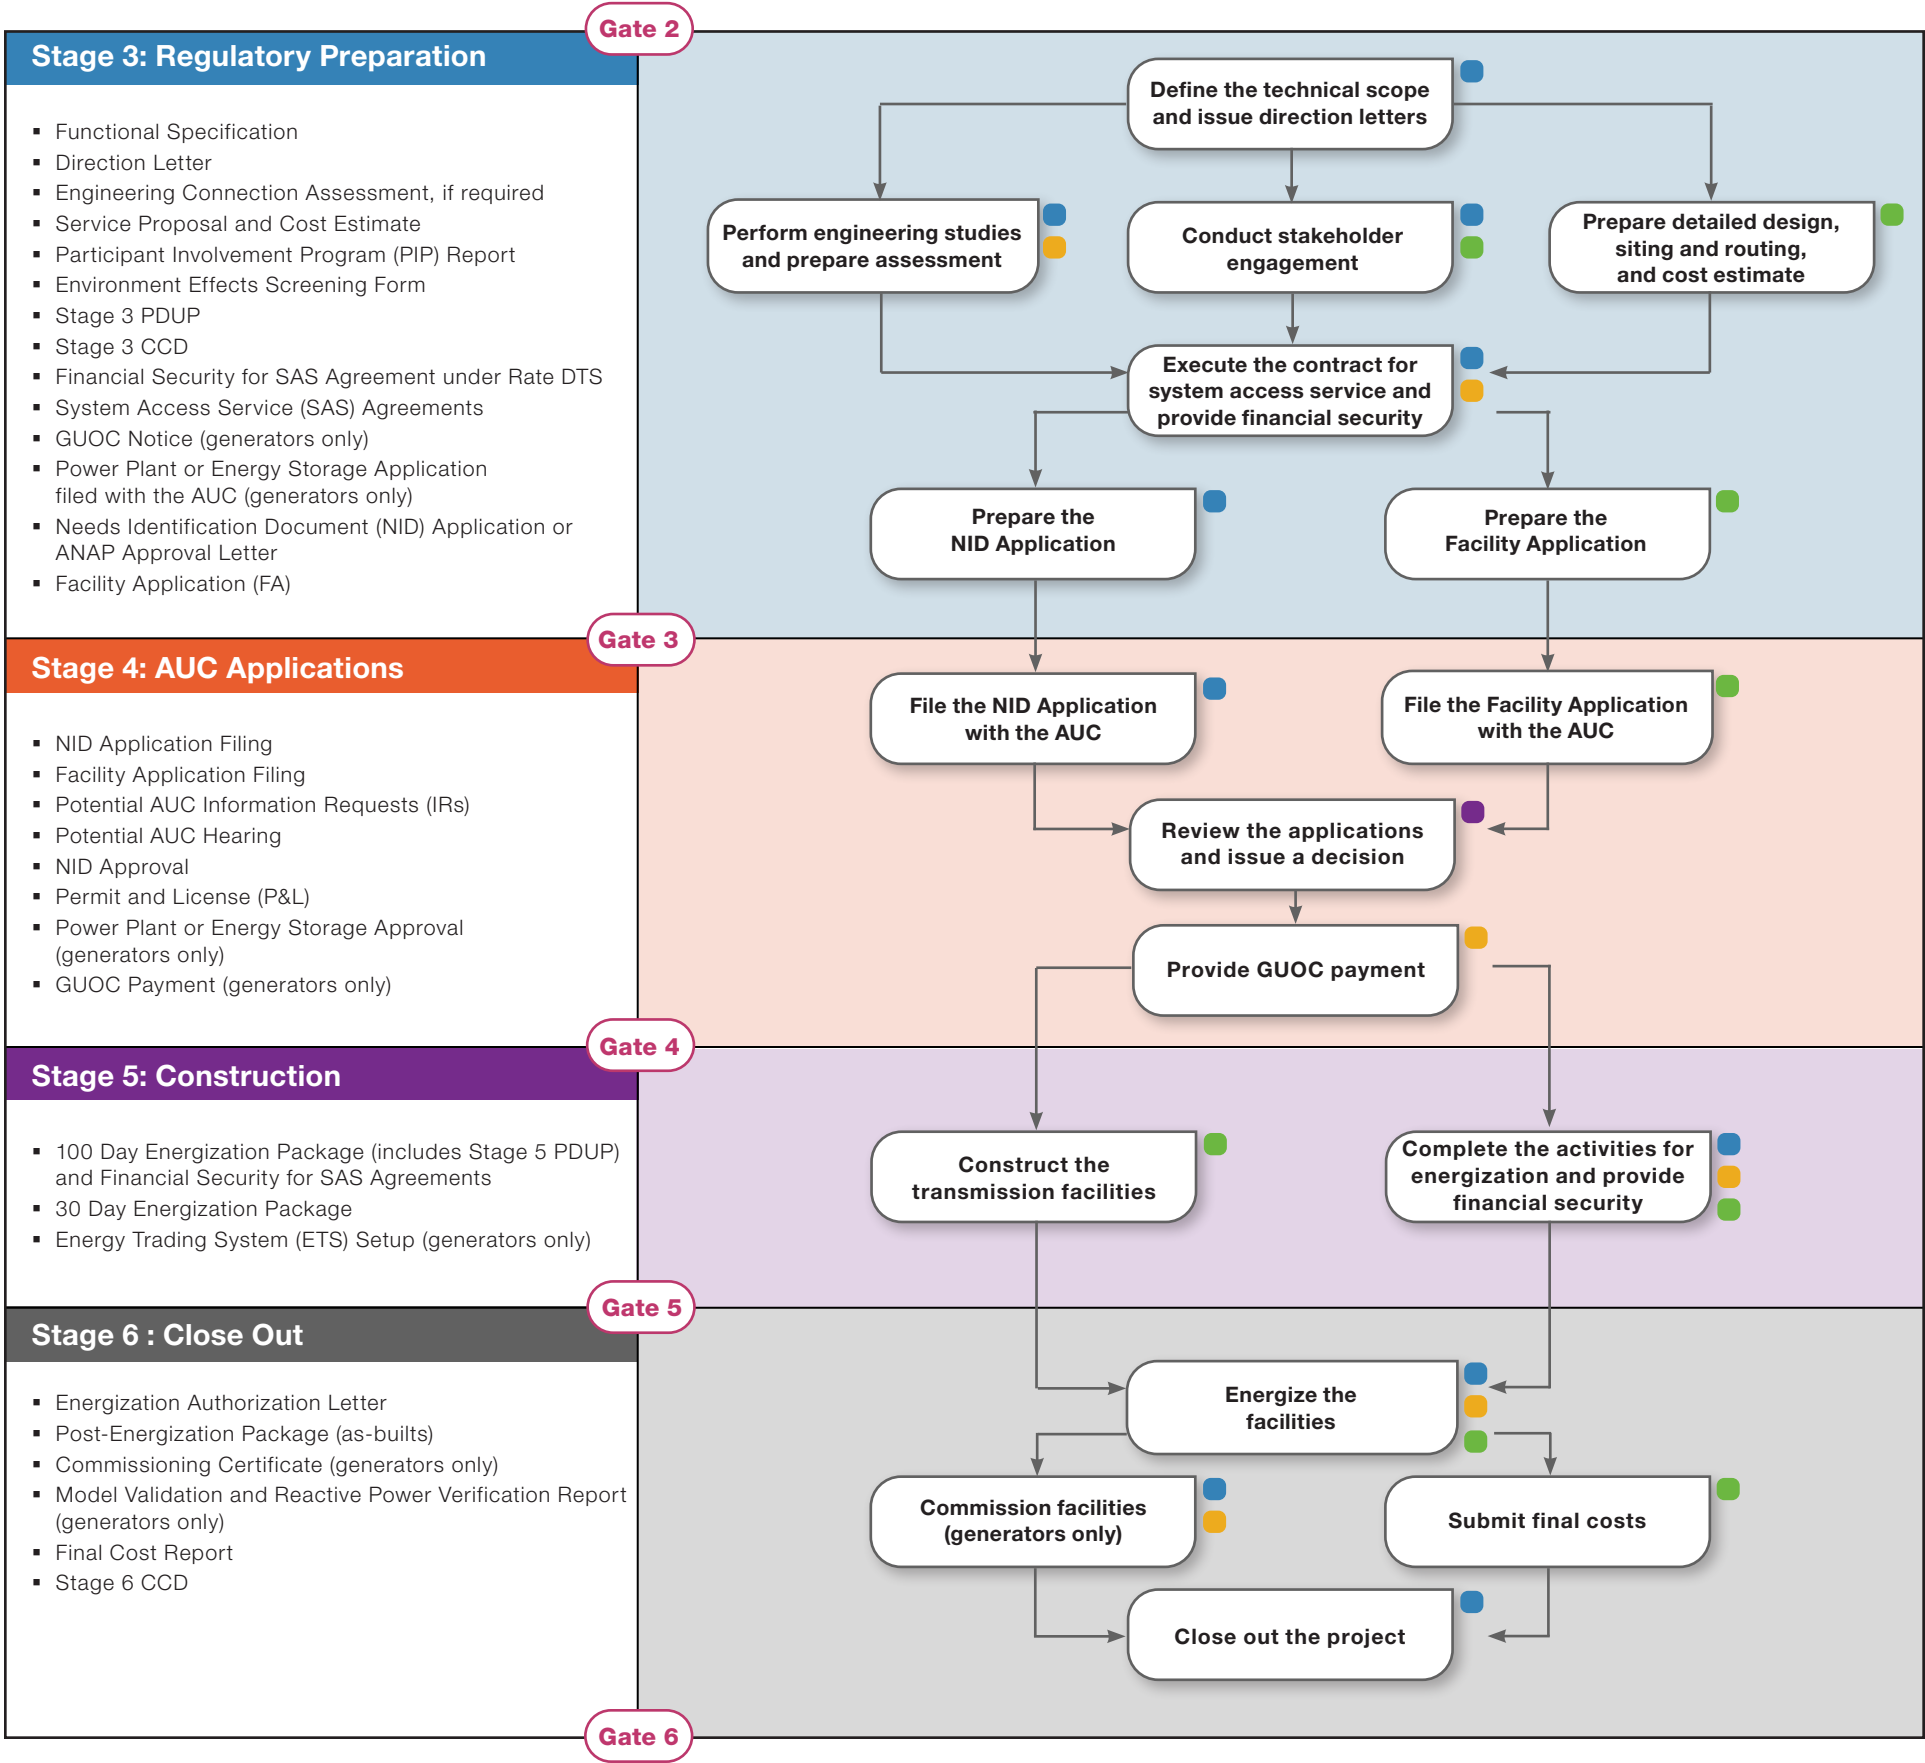 Gate 2
Stage 3: Regulatory Preparation
▪ Functional Specification
▪ Direction Letter
▪ Engineering Connection Assessment, if required
▪ Service Proposal and Cost Estimate
▪ Participant Involvement Program (PIP) Report
▪ Environment Effects Screening Form
▪ Stage 3 PDUP
▪ Stage 3 CCD
▪ Financial Security for SAS Agreement under Rate DTS
▪ System Access Service (SAS) Agreements
▪ GUOC Notice (generators only)
▪ Power Plant or Energy Storage Application
filed with the AUC (generators only)
▪ Needs Identification Document (NID) Application or
ANAP Approval Letter
▪ Facility Application (FA)
Define the technical scope
and issue direction letters
Perform engineering studies
and prepare assessment
Conduct stakeholder
engagement
Prepare detailed design,
siting and routing,
and cost estimate
Execute the contract for
system access service and
provide financial security
Prepare the
NID Application
Prepare the
Facility Application
Gate 3
Stage 4: AUC Applications
▪ NID Application Filing
▪ Facility Application Filing
▪ Potential AUC Information Requests (IRs)
▪ Potential AUC Hearing
▪ NID Approval
▪ Permit and License (P&L)
▪ Power Plant or Energy Storage Approval
(generators only)
▪ GUOC Payment (generators only)
File the NID Application
with the AUC
File the Facility Application
with the AUC
Review the applications
and issue a decision
Provide GUOC payment
Gate 4
Stage 5: Construction
▪ 100 Day Energization Package (includes Stage 5 PDUP)
and Financial Security for SAS Agreements
▪ 30 Day Energization Package
▪ Energy Trading System (ETS) Setup (generators only)
Construct the
transmission facilities
Complete the activities for
energization and provide
financial security
Gate 5
Stage 6 : Close Out
▪ Energization Authorization Letter
▪ Post-Energization Package (as-builts)
▪ Commissioning Certificate (generators only)
▪ Model Validation and Reactive Power Verification Report
(generators only)
▪ Final Cost Report
▪ Stage 6 CCD
Energize the
facilities
Commission facilities
(generators only)
Submit final costs
Close out the project
Gate 6